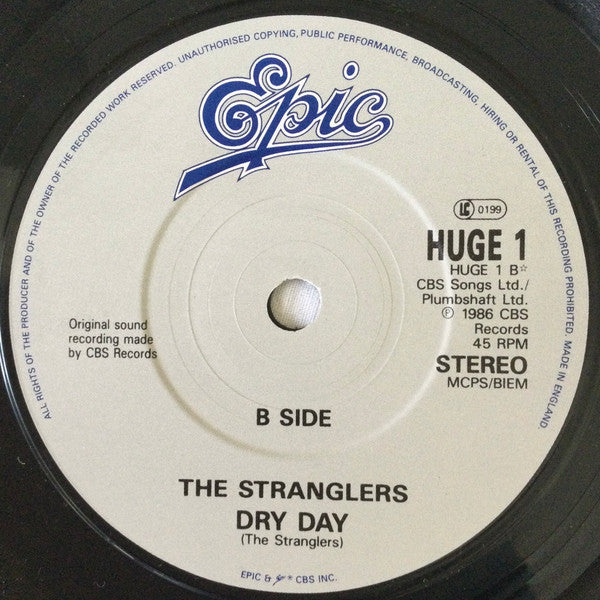 ALL RIGHTS OF THE PRODUCER AND OF THE OWNER OF THE RECORDED WORK RESERVED. UNAUTHORISED COPYING, PUBLIC PERFORMANCE, BROADCASTING, HIRING OR RENTAL OF THIS RECORDING PROHIBITED. MADE IN ENGLAND.
Epic
LC 0199
HUGE 1
HUGE 1 B☆
CBS Songs Ltd./
Plumbshaft Ltd.
℗ 1986 CBS
Records
45 RPM
STEREO
MCPS/BIEM
Original sound
recording made
by CBS Records
B SIDE
THE STRANGLERS
DRY DAY
(The Stranglers)
EPIC & * CBS INC.